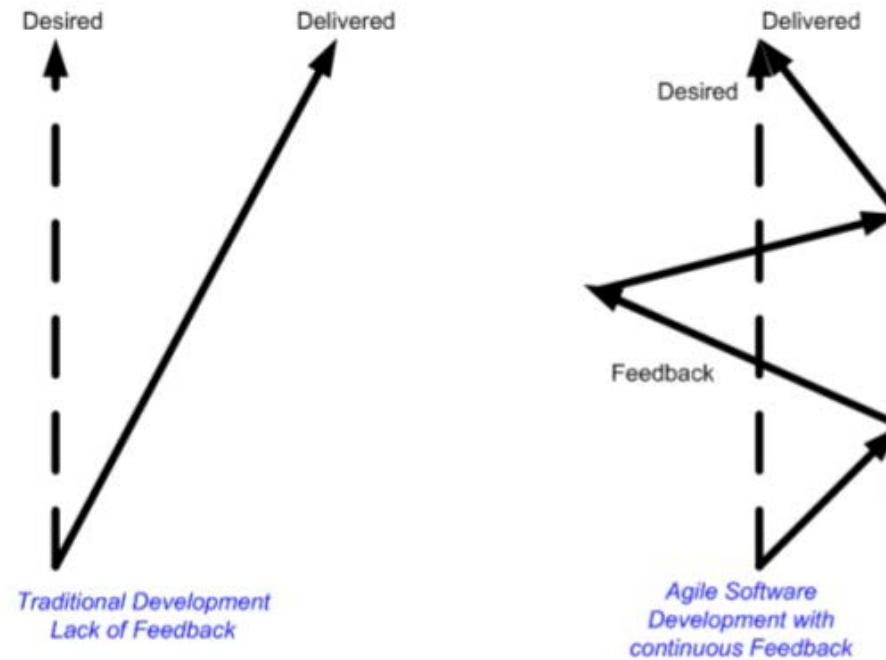 Desired
Delivered
Traditional Development
Lack of Feedback
Delivered
Desired
Feedback
Agile Software
Development with
continuous Feedback